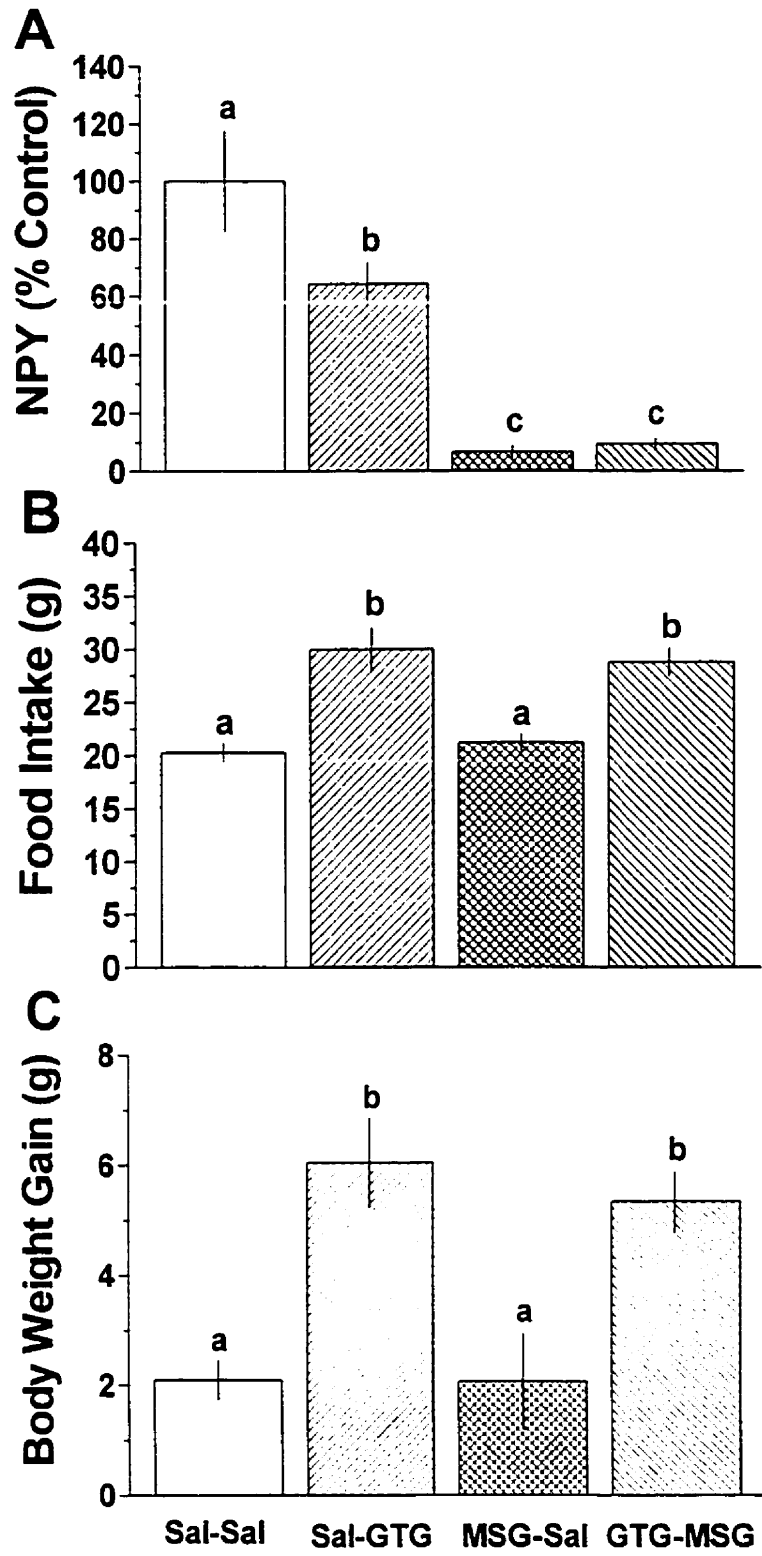 A
NPY (% Control)
140
120
100
80
60
40
20
0
a
b
c
c
B
Food Intake (g)
40
35
30
25
20
15
10
5
0
a
b
a
b
C
Body Weight Gain (g)
8
6
4
2
0
a
b
a
b
Sal-Sal Sal-GTG MSG-Sal GTG-MSG